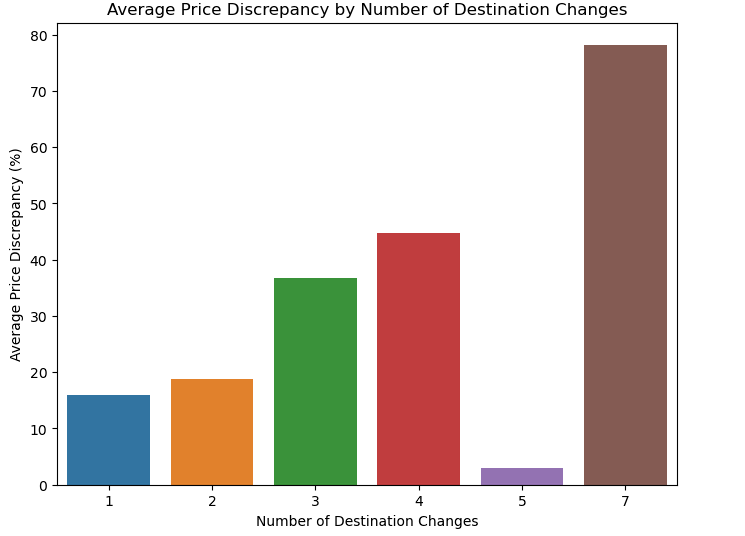 Average Price Discrepancy by Number of Destination Changes
80
70
60
50
40
30
20
10
0
Average Price Discrepancy (%)
1 2 3 4 5 7
Number of Destination Changes